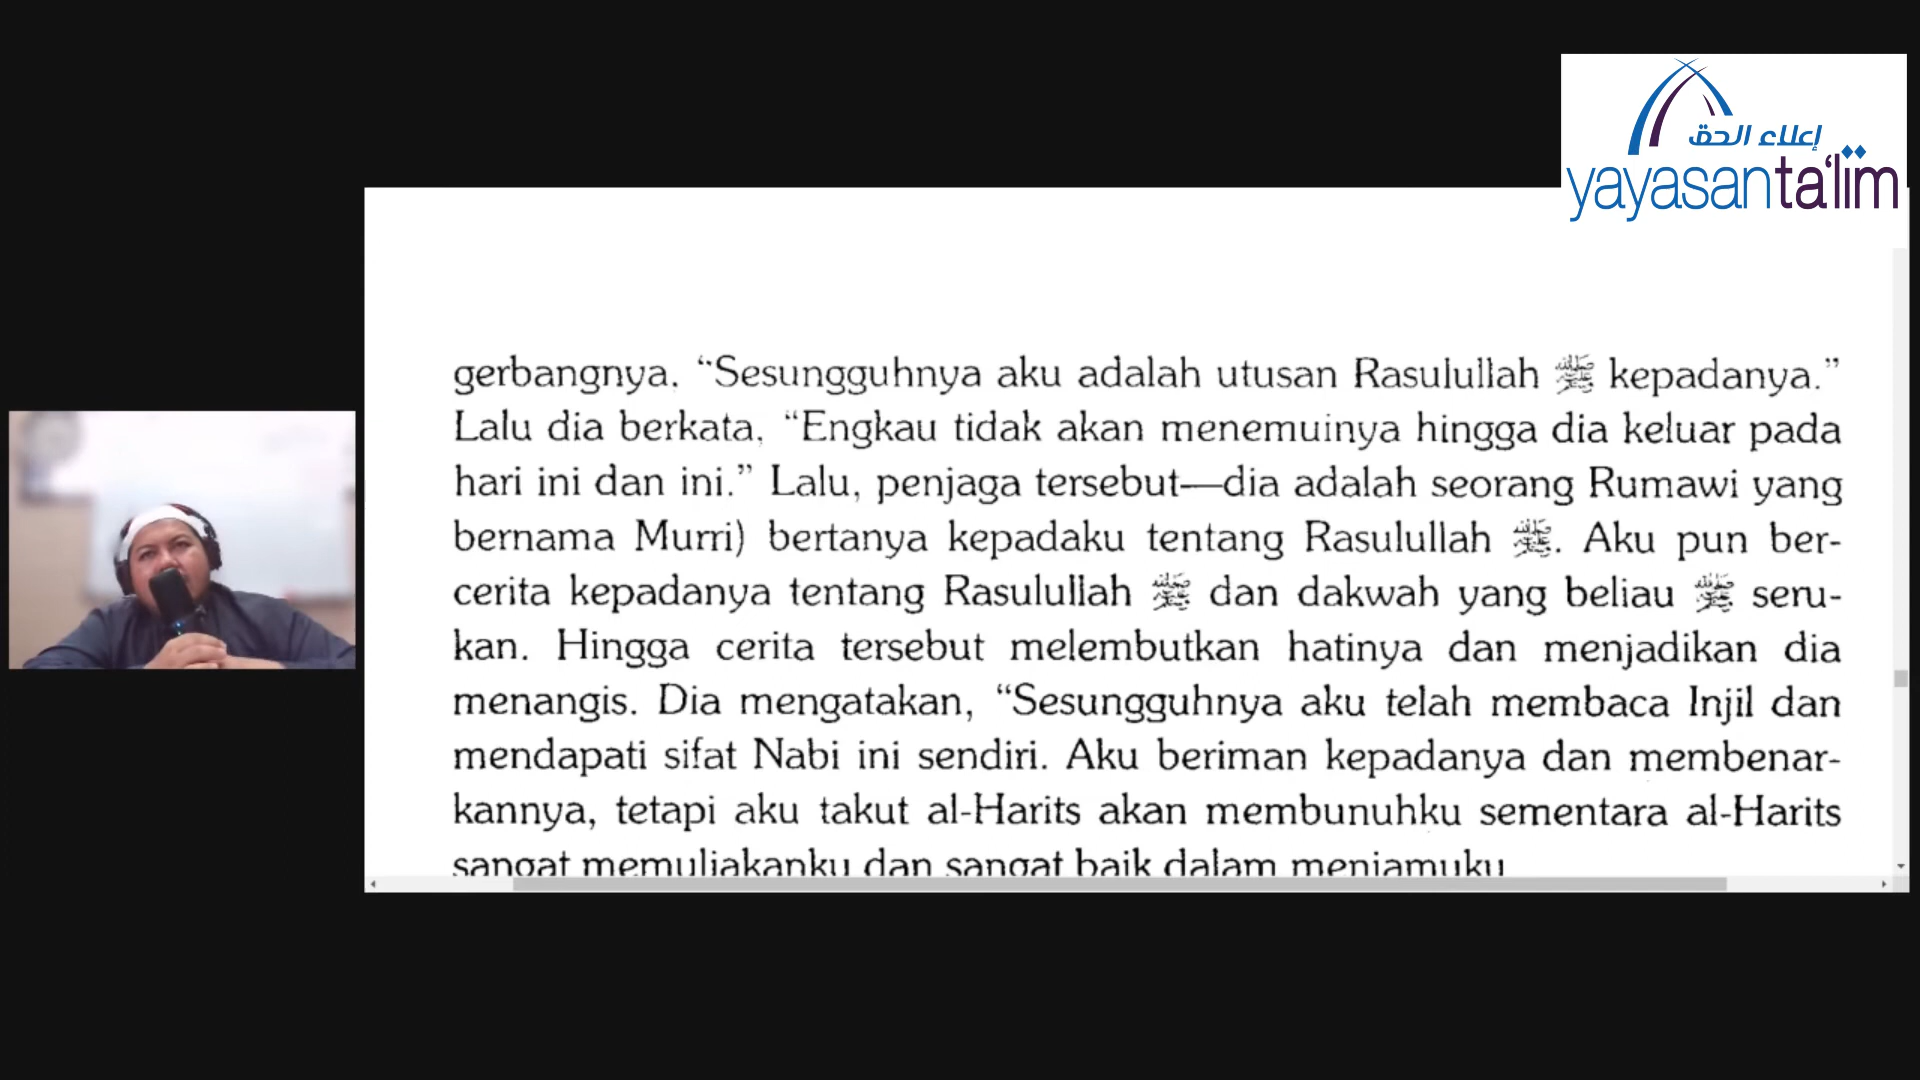 إعلاء الحق
yayasanta'lim
gerbangnya. “Sesungguhnya aku adalah utusan Rasulullah ﷺ kepadanya.”
Lalu dia berkata, “Engkau tidak akan menemuinya hingga dia keluar pada
hari ini dan ini.” Lalu, penjaga tersebut—dia adalah seorang Rumawi yang
bernama Murri) bertanya kepadaku tentang Rasulullah ﷺ. Aku pun ber-
cerita kepadanya tentang Rasulullah ﷺ dan dakwah yang beliau ﷺ seru-
kan. Hingga cerita tersebut melembutkan hatinya dan menjadikan dia
menangis. Dia mengatakan, “Sesungguhnya aku telah membaca Injil dan
mendapati sifat Nabi ini sendiri. Aku beriman kepadanya dan membenar-
kannya, tetapi aku takut al-Harits akan membunuhku sementara al-Harits
sangat memuliakanku dan sangat baik dalam menjamuku